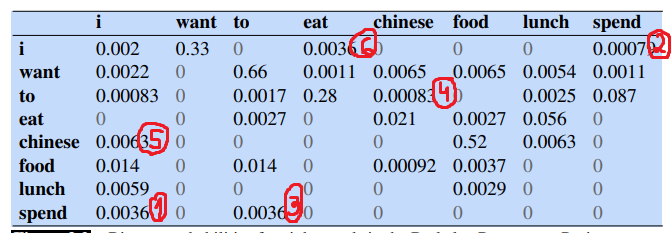 i want to eat chinese food lunch spend
i 0.002 0.33 0 0.0036 6 0 0 0 0.00079 2
want 0.0022 0 0.66 0.0011 0.0065 0.0065 0.0054 0.0011
to 0.00083 0 0.0017 0.28 0.00083 4 0 0.0025 0.087
eat 0 0 0.0027 0 0.021 0.0027 0.056 0
chinese 0.0063 5 0 0 0 0 0.52 0.0063 0
food 0.014 0 0.014 0 0.00092 0.0037 0 0
lunch 0.0059 0 0 0 0 0.0029 0 0
spend 0.0036 1 0 0.0036 3 0 0 0 0 0